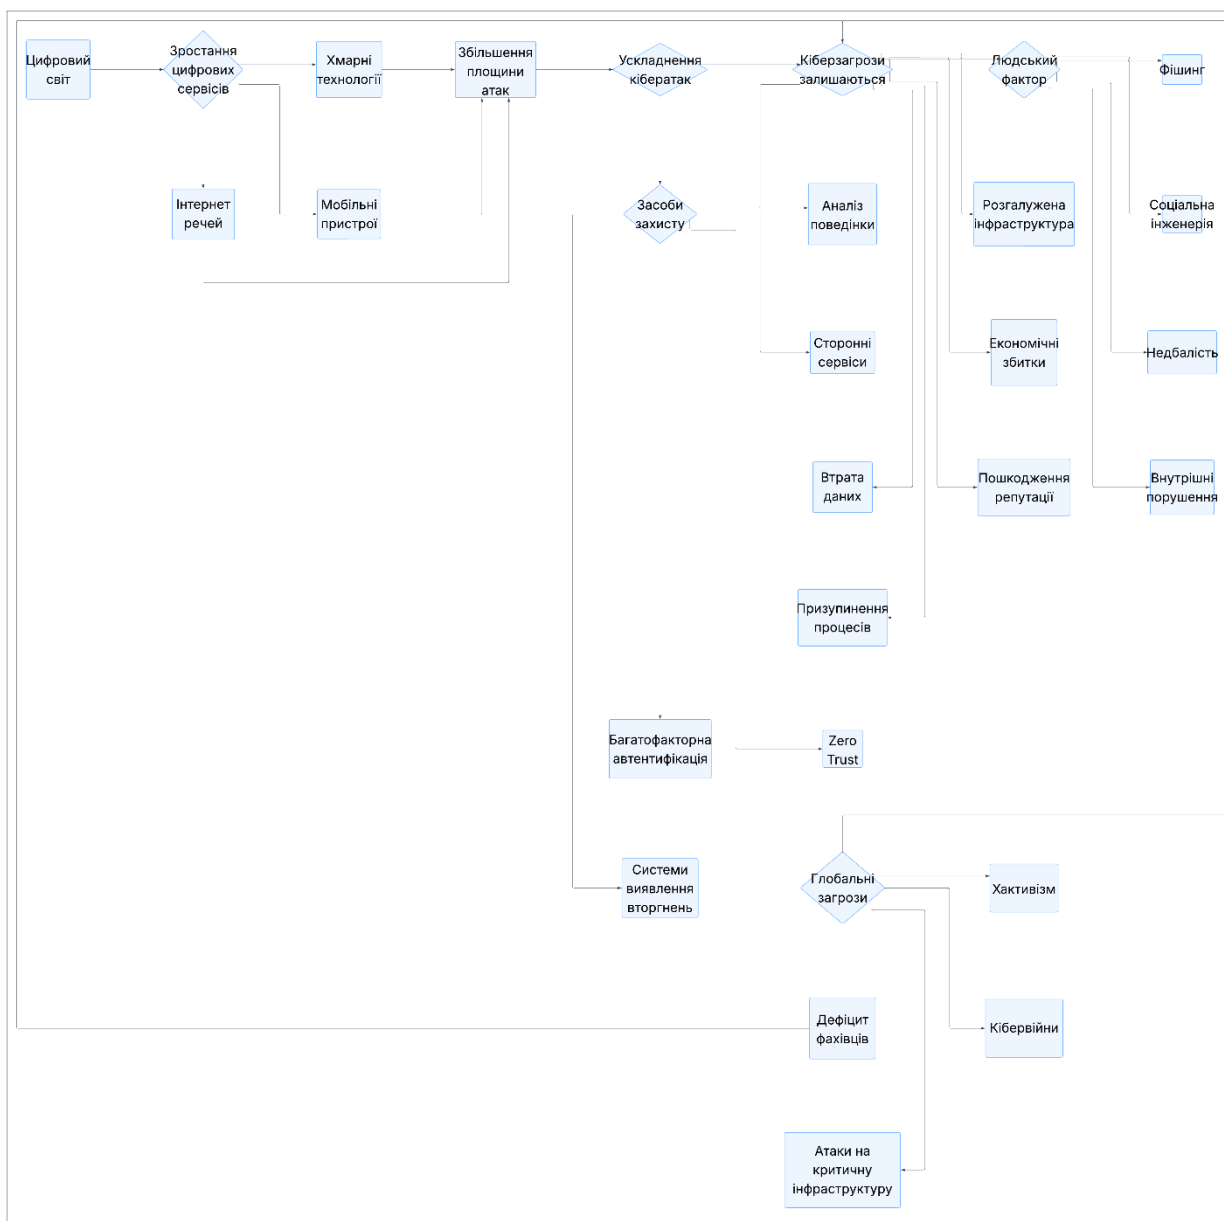 Цифровий
світ
Зростання
цифрових
сервісів
Хмарні
технології
Збільшення
площини
атак
Ускладнення
кібератак
Кіберзагрози
залишаються
Людський
фактор
Фішинг
Інтернет
речей
Мобільні
пристрої
Засоби
захисту
Аналіз
поведінки
Розгалужена
інфраструктура
Соціальна
інженерія
Сторонні
сервіси
Економічні
збитки
Недбалість
Втрата
даних
Пошкодження
репутації
Внутрішні
порушення
Призупинення
процесів
Багатофакторна
автентифікація
Zero
Trust
Системи
виявлення
вторгнень
Глобальні
загрози
Хактивізм
Дефіцит
фахівців
Кібервійни
Атаки на
критичну
інфраструктуру